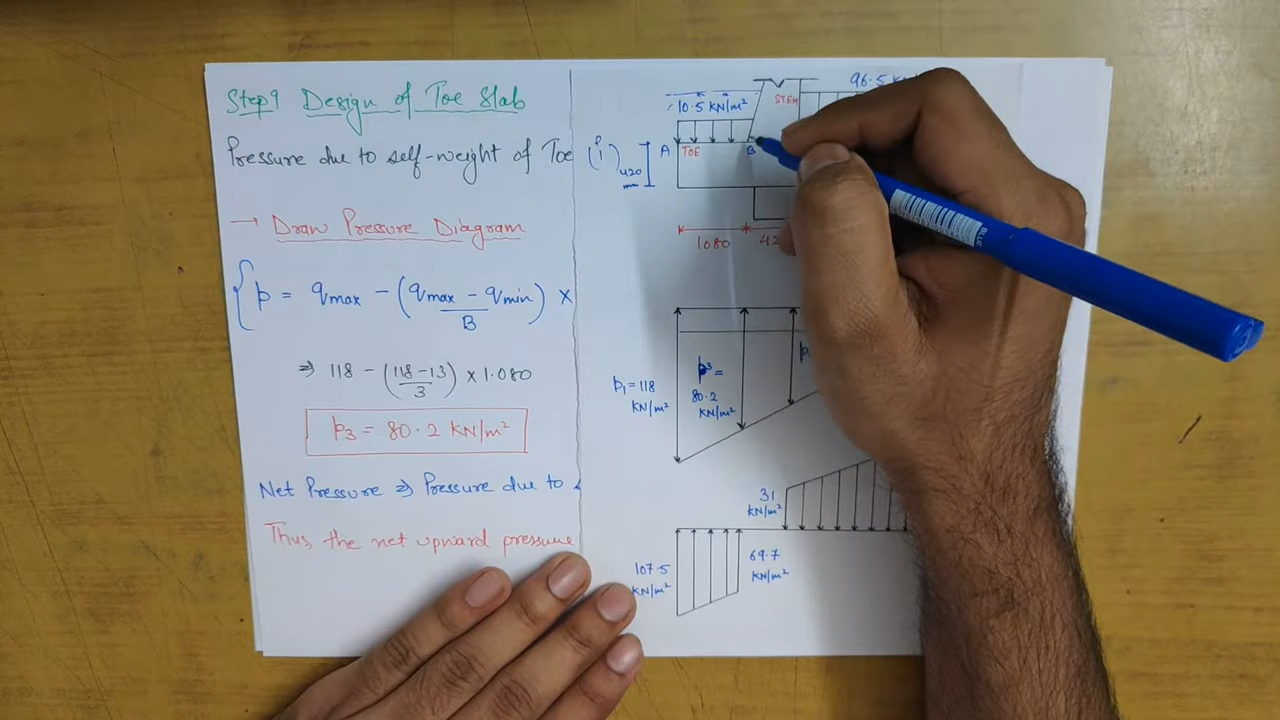 Step9 Design of Toe Slab
Pressure due to self-weight of Toe
→ Draw Pressure Diagram
p = qmax - (qmax - qmin / B) ×
⇒ 118 - (118-13 / 3) × 1.080
p3 = 80.2 KN/m²
Net Pressure ⇒ Pressure due to
Thus, the net upward pressure
96.5
10.5 KN/m²
STEM
(i)
420 mm
A TOE B
1080
42
p1 = 118 KN/m²
p3 = 80.2 KN/m²
p
31 KN/m²
107.5 KN/m²
69.7 KN/m²
BLUE